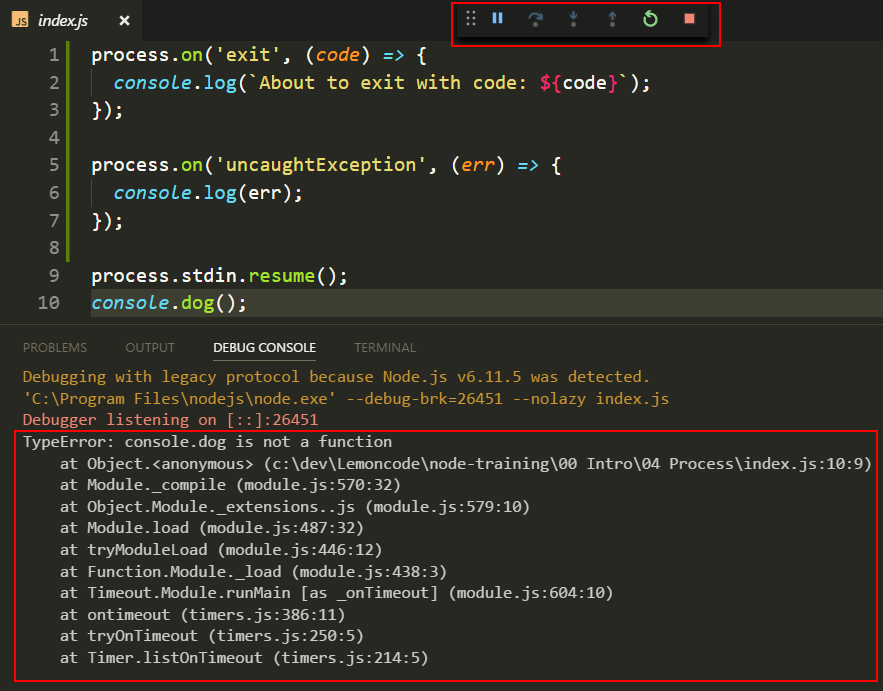 JS index.js ×
1 process.on('exit', (code) => {
2 console.log(`About to exit with code: ${code}`);
3 });
4
5 process.on('uncaughtException', (err) => {
6 console.log(err);
7 });
8
9 process.stdin.resume();
10 console.dog();
PROBLEMS OUTPUT DEBUG CONSOLE TERMINAL
Debugging with legacy protocol because Node.js v6.11.5 was detected.
'C:\Program Files\nodejs\node.exe' --debug-brk=26451 --nolazy index.js
Debugger listening on [::]:26451
TypeError: console.dog is not a function
at Object.<anonymous> (c:\dev\Lemoncode\node-training\00 Intro\04 Process\index.js:10:9)
at Module._compile (module.js:570:32)
at Object.Module._extensions..js (module.js:579:10)
at Module.load (module.js:487:32)
at tryModuleLoad (module.js:446:12)
at Function.Module._load (module.js:438:3)
at Timeout.Module.runMain [as _onTimeout] (module.js:604:10)
at ontimeout (timers.js:386:11)
at tryOnTimeout (timers.js:250:5)
at Timer.listOnTimeout (timers.js:214:5)